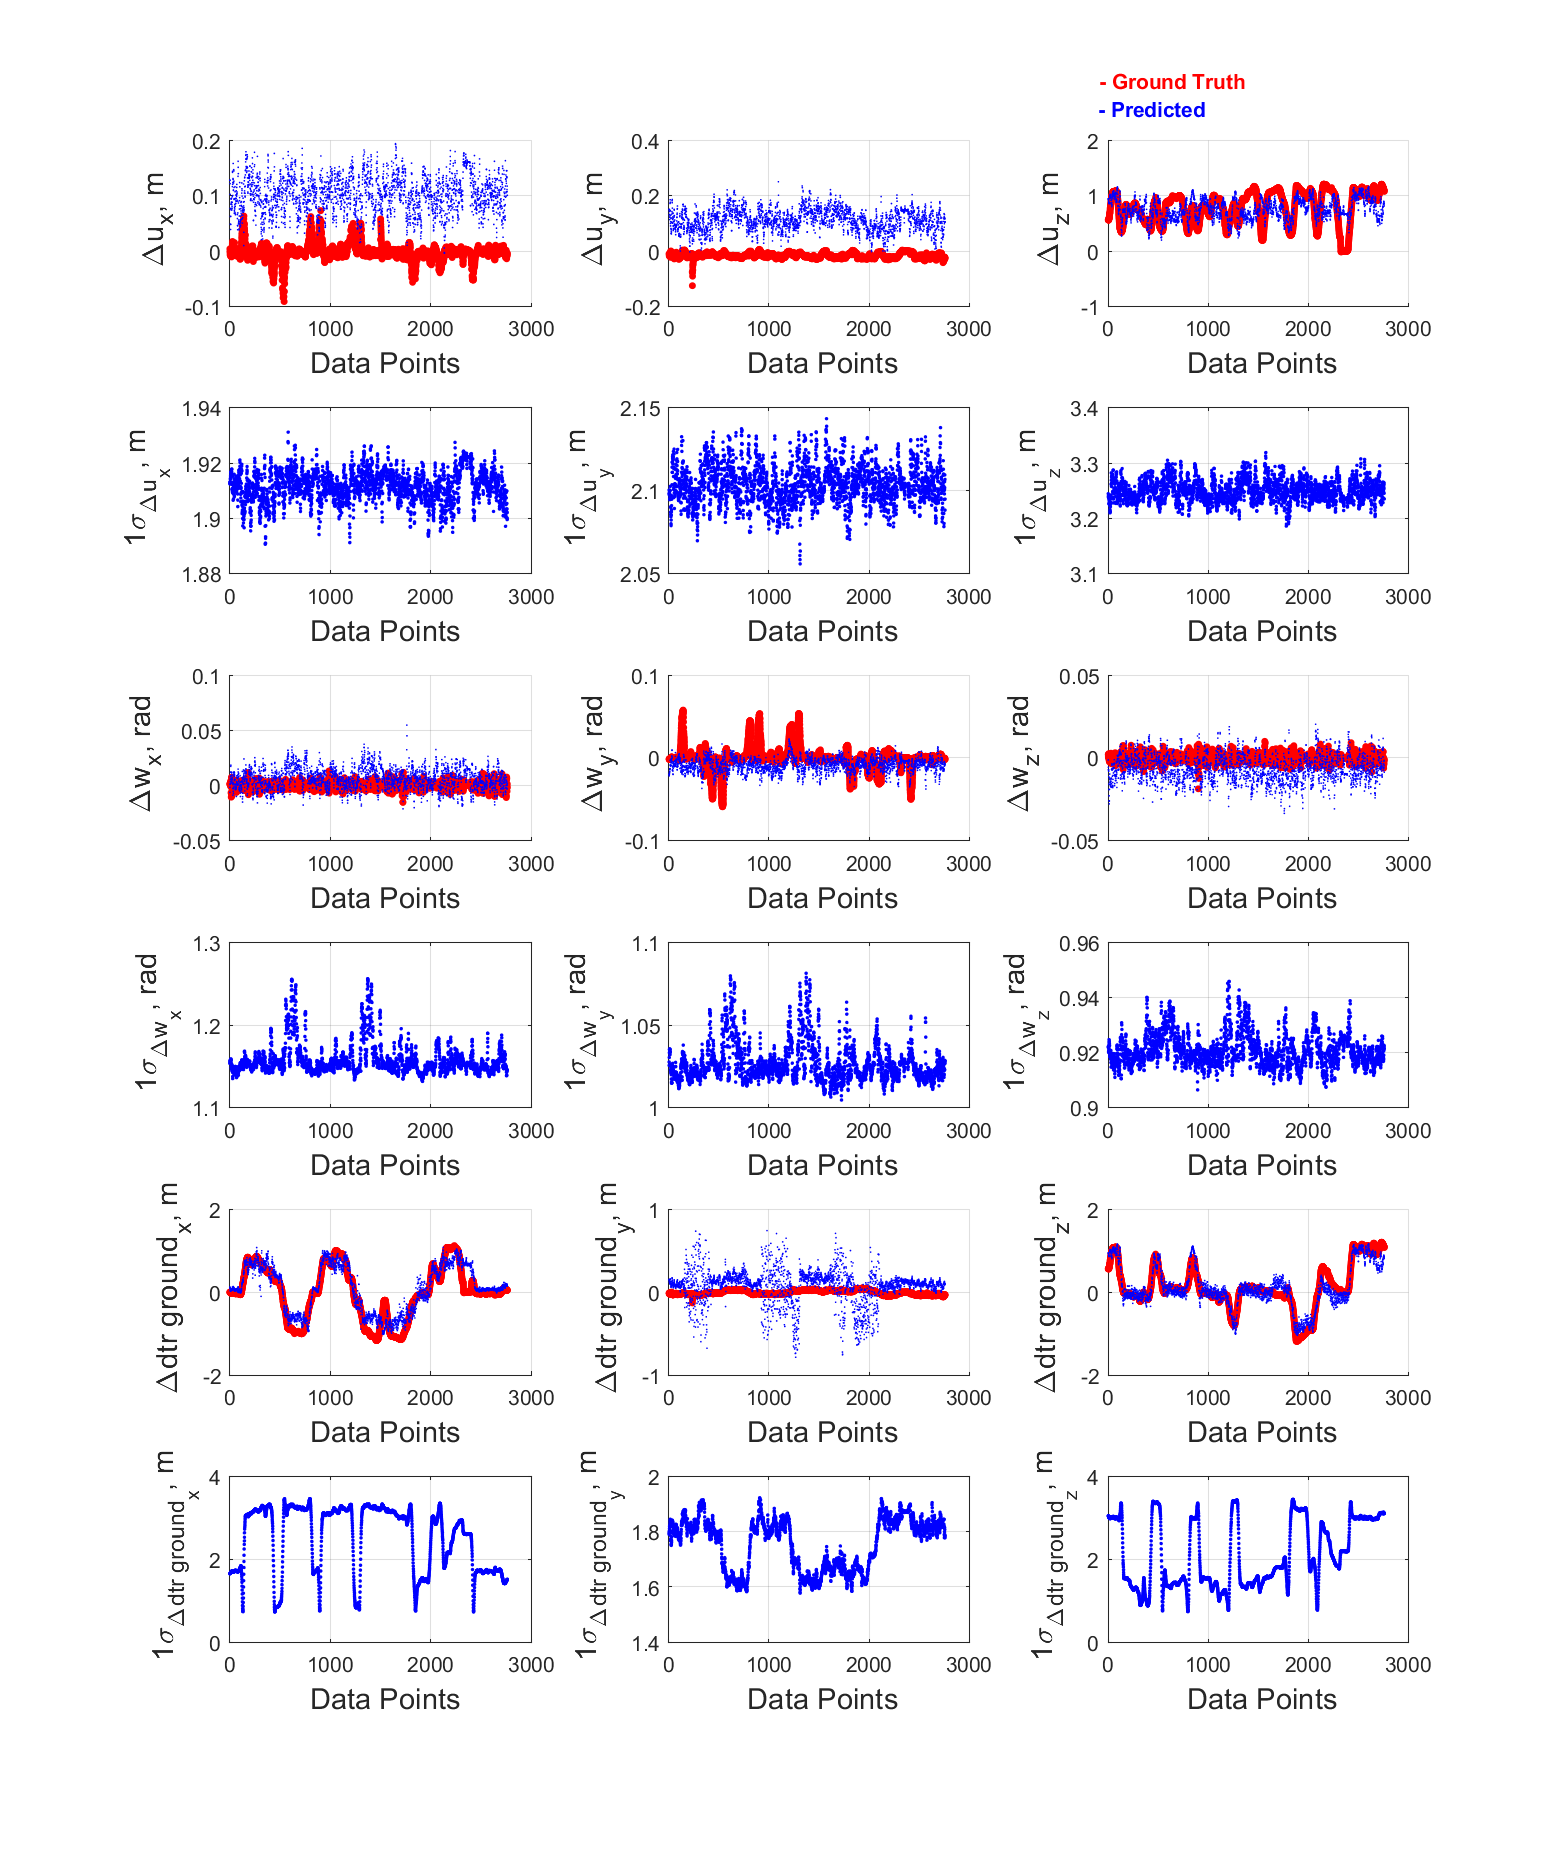 - Ground Truth
- Predicted
Δu_x, m
0.2
0.1
0
-0.1
0 1000 2000 3000
Data Points
Δu_y, m
0.4
0.2
0
-0.2
0 1000 2000 3000
Data Points
Δu_z, m
2
1
0
-1
0 1000 2000 3000
Data Points
1σ_Δu_x, m
1.94
1.92
1.9
1.88
0 1000 2000 3000
Data Points
1σ_Δu_y, m
2.15
2.1
2.05
0 1000 2000 3000
Data Points
1σ_Δu_z, m
3.4
3.3
3.2
3.1
0 1000 2000 3000
Data Points
Δw_x, rad
0.1
0.05
0
-0.05
0 1000 2000 3000
Data Points
Δw_y, rad
0.1
0
-0.1
0 1000 2000 3000
Data Points
Δw_z, rad
0.05
0
-0.05
0 1000 2000 3000
Data Points
1σ_Δw_x, rad
1.3
1.2
1.1
0 1000 2000 3000
Data Points
1σ_Δw_y, rad
1.1
1.05
1
0 1000 2000 3000
Data Points
1σ_Δw_z, rad
0.96
0.94
0.92
0.9
0 1000 2000 3000
Data Points
Δdtr ground_x, m
2
0
-2
0 1000 2000 3000
Data Points
Δdtr ground_y, m
1
0
-1
0 1000 2000 3000
Data Points
Δdtr ground_z, m
2
0
-2
0 1000 2000 3000
Data Points
1σ_Δdtr ground_x, m
4
2
0
0 1000 2000 3000
Data Points
1σ_Δdtr ground_y, m
2
1.8
1.6
1.4
0 1000 2000 3000
Data Points
1σ_Δdtr ground_z, m
4
2
0
0 1000 2000 3000
Data Points